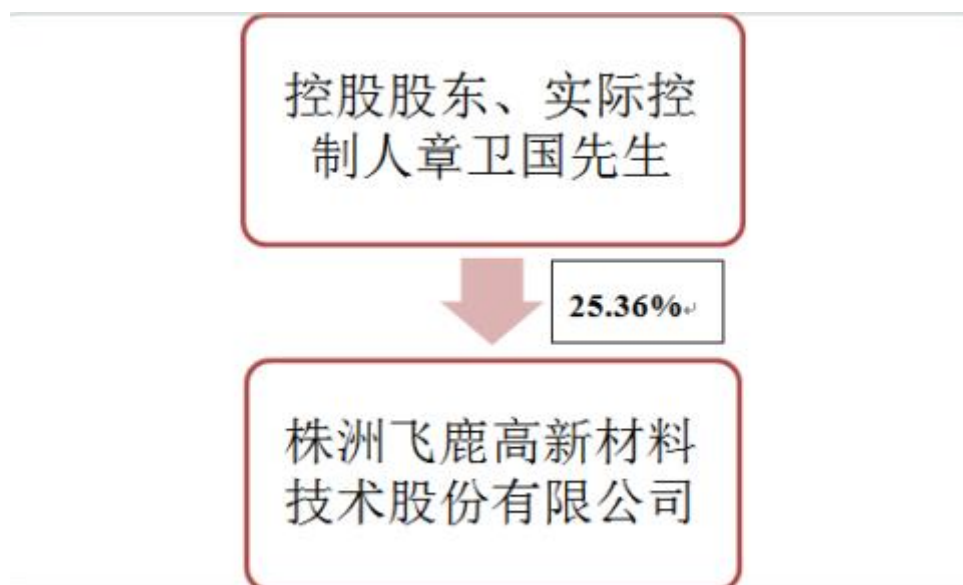 控股股东、实际控
制人章卫国先生
25.36%
株洲飞鹿高新材料
技术股份有限公司